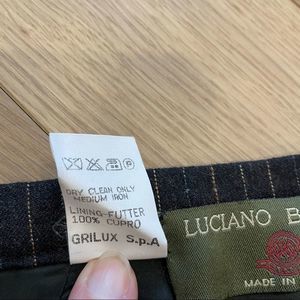 DRY CLEAN ONLY
MEDIUM IRON
LINING-FUTTER
100% CUPRO
GRILUX S.p.A
LUCIANO B
MADE IN